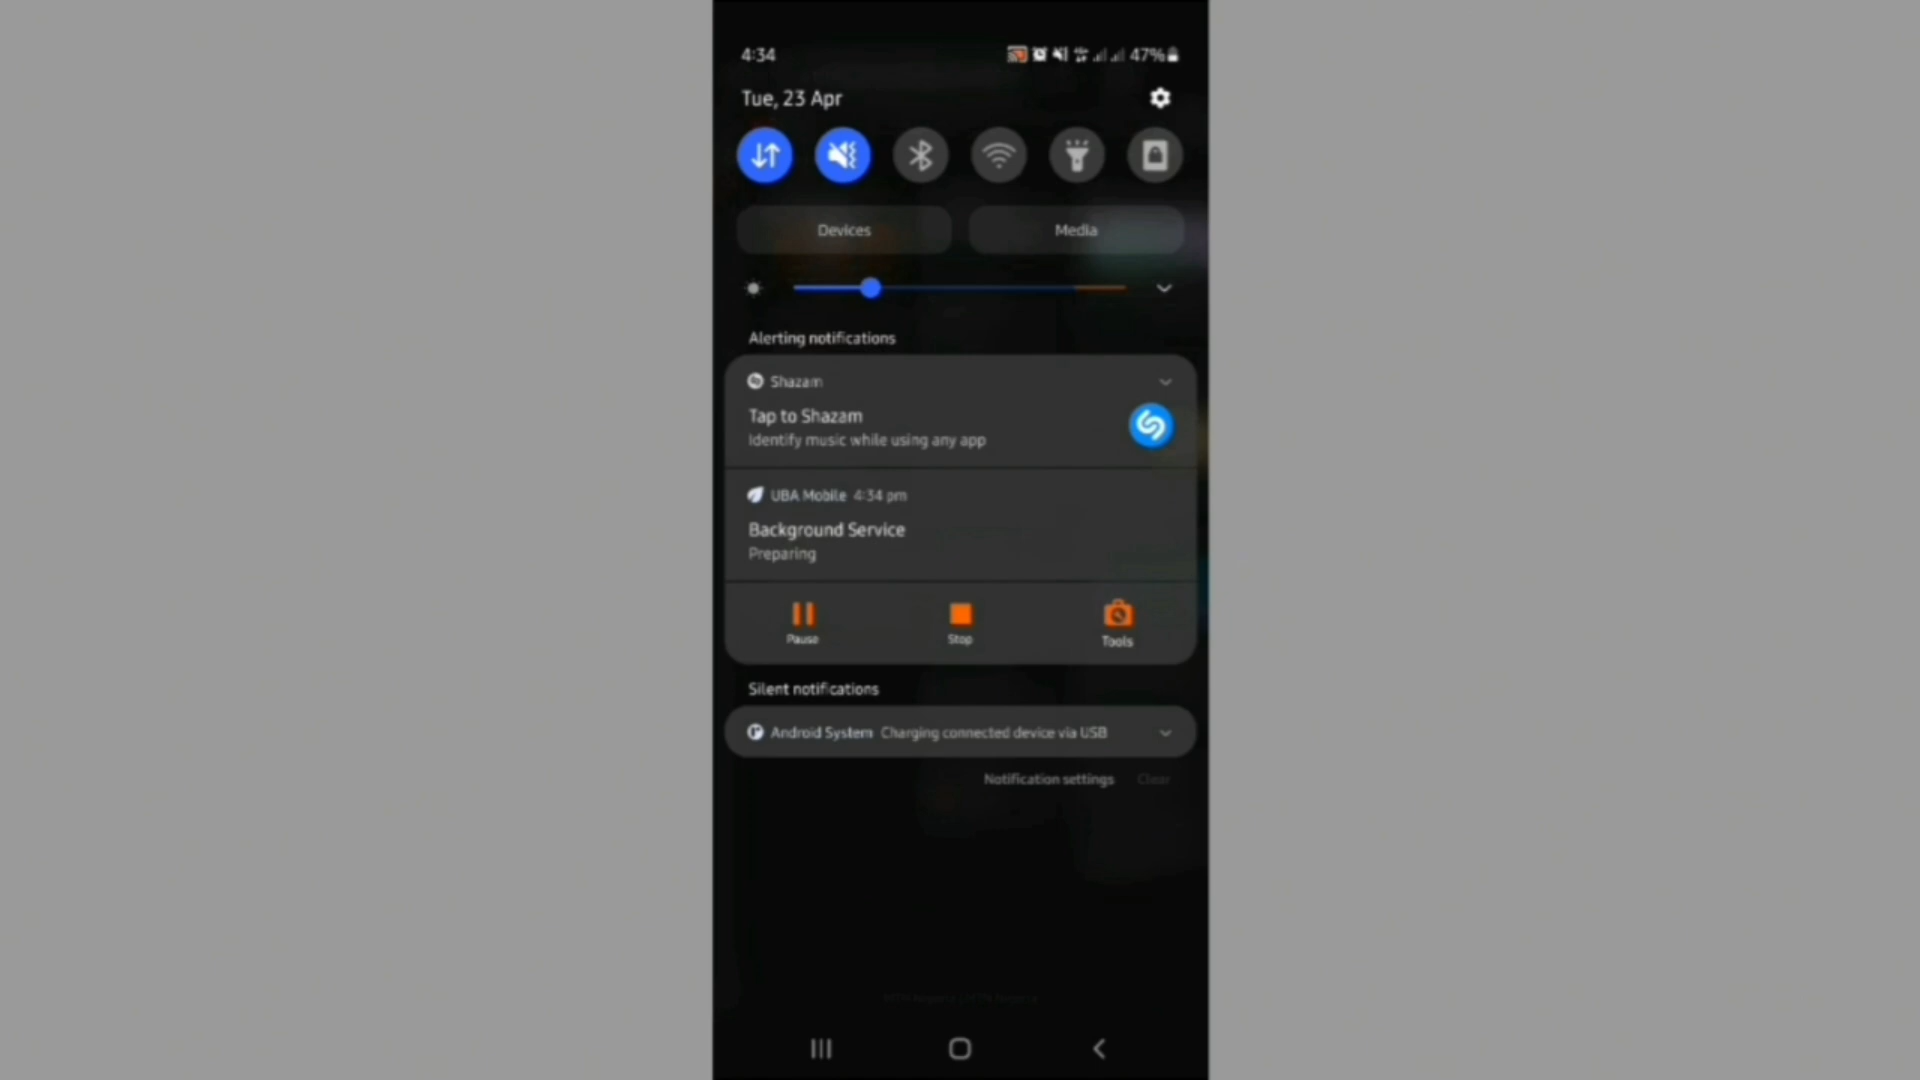 4:34
47%
Tue, 23 Apr
Devices
Media
Alerting notifications
Shazam
Tap to Shazam
Identify music while using any app
UBA Mobile 4:34 pm
Background Service
Preparing
Pause
Stop
Tools
Silent notifications
Android System Charging connected device via USB
Notification settings
Clear